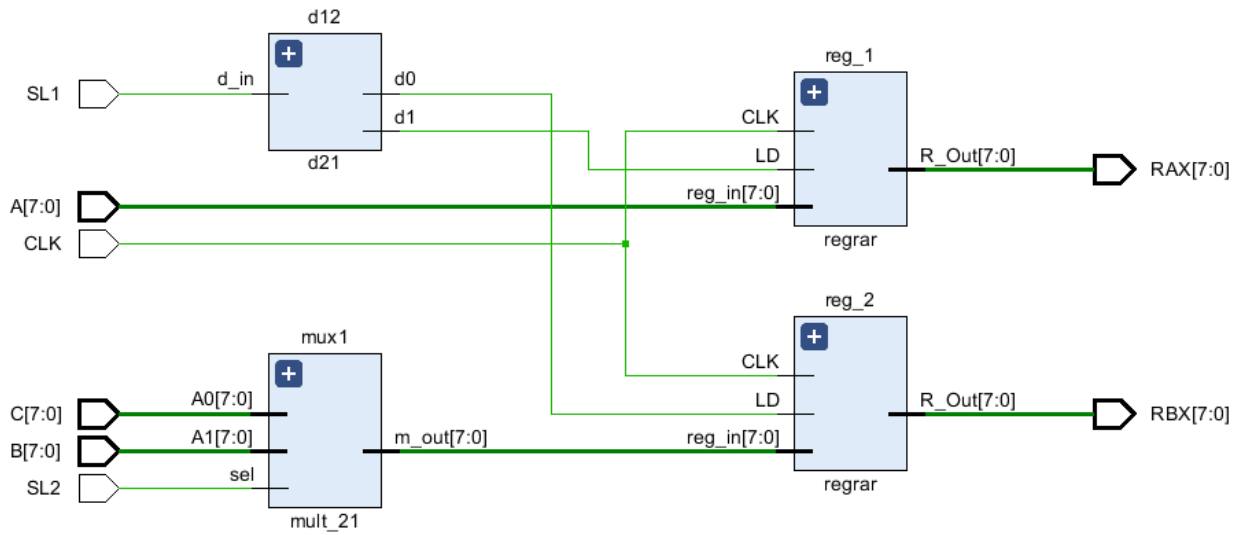 d12
d_in
d0
d1
d21
SL1
A[7:0]
CLK
reg_1
CLK
LD
reg_in[7:0]
R_Out[7:0]
regrar
RAX[7:0]
mux1
C[7:0]
B[7:0]
SL2
A0[7:0]
A1[7:0]
sel
m_out[7:0]
mult_21
reg_2
CLK
LD
reg_in[7:0]
R_Out[7:0]
regrar
RBX[7:0]